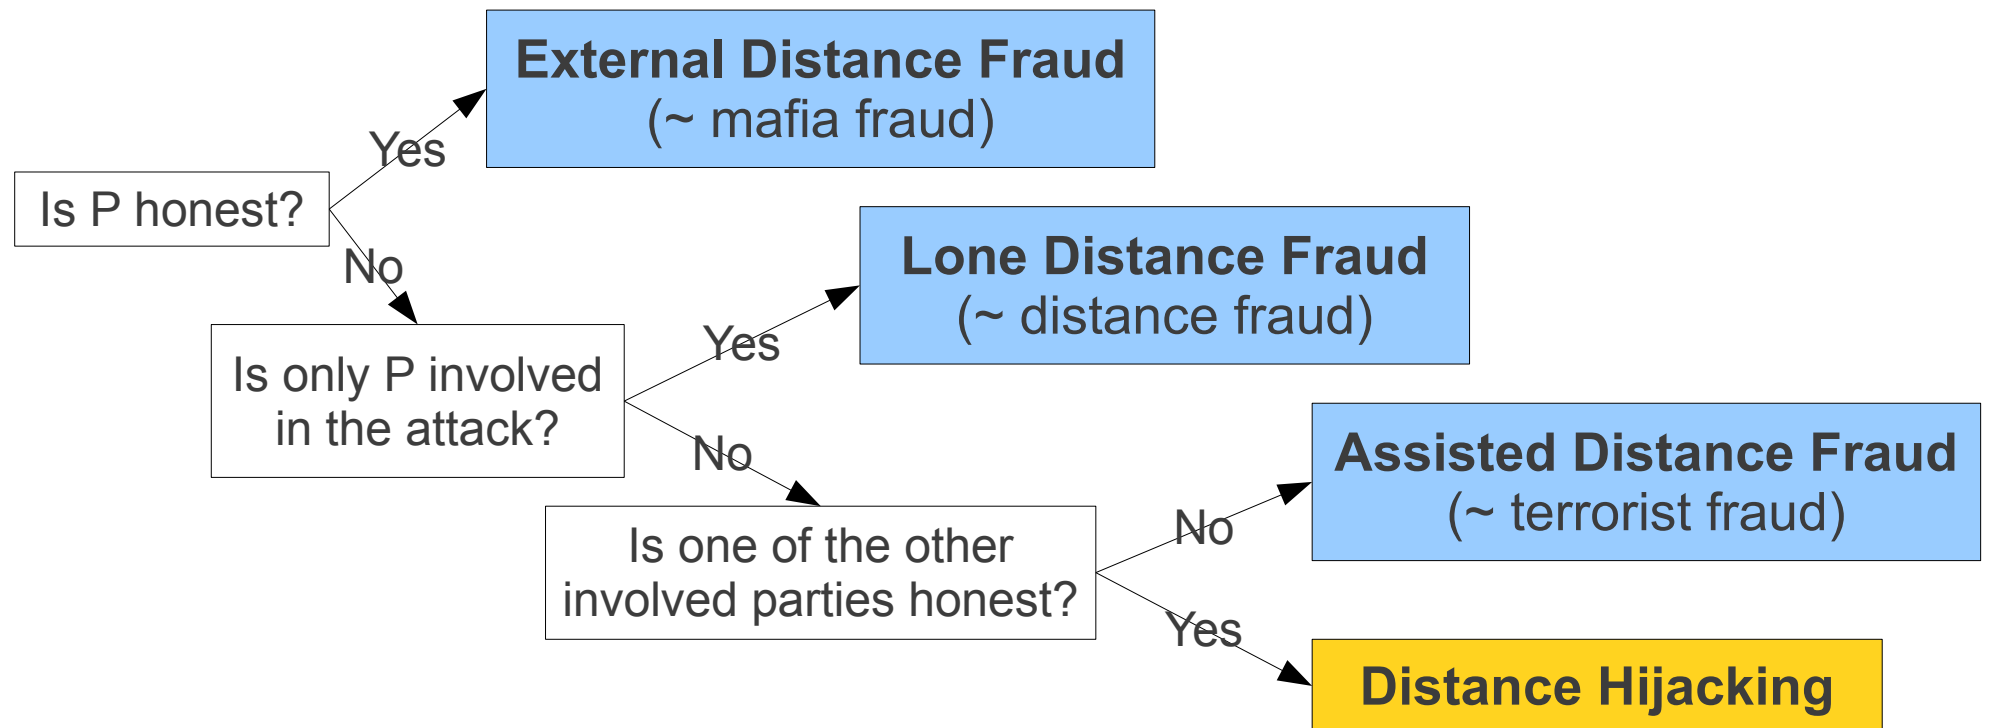 External Distance Fraud
(~ mafia fraud)
Yes
Is P honest?
No
Lone Distance Fraud
(~ distance fraud)
Yes
Is only P involved
in the attack?
No
Assisted Distance Fraud
(~ terrorist fraud)
No
Is one of the other
involved parties honest?
Yes
Distance Hijacking